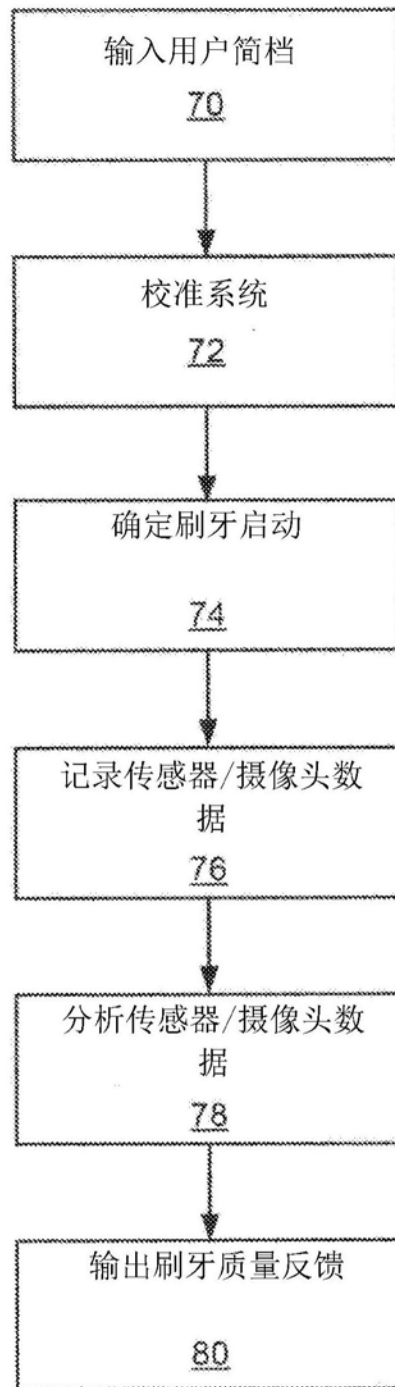 输入用户简档
70
校准系统
72
确定刷牙启动
74
记录传感器/摄像头数
据
76
分析传感器/摄像头数
据
78
输出刷牙质量反馈
80